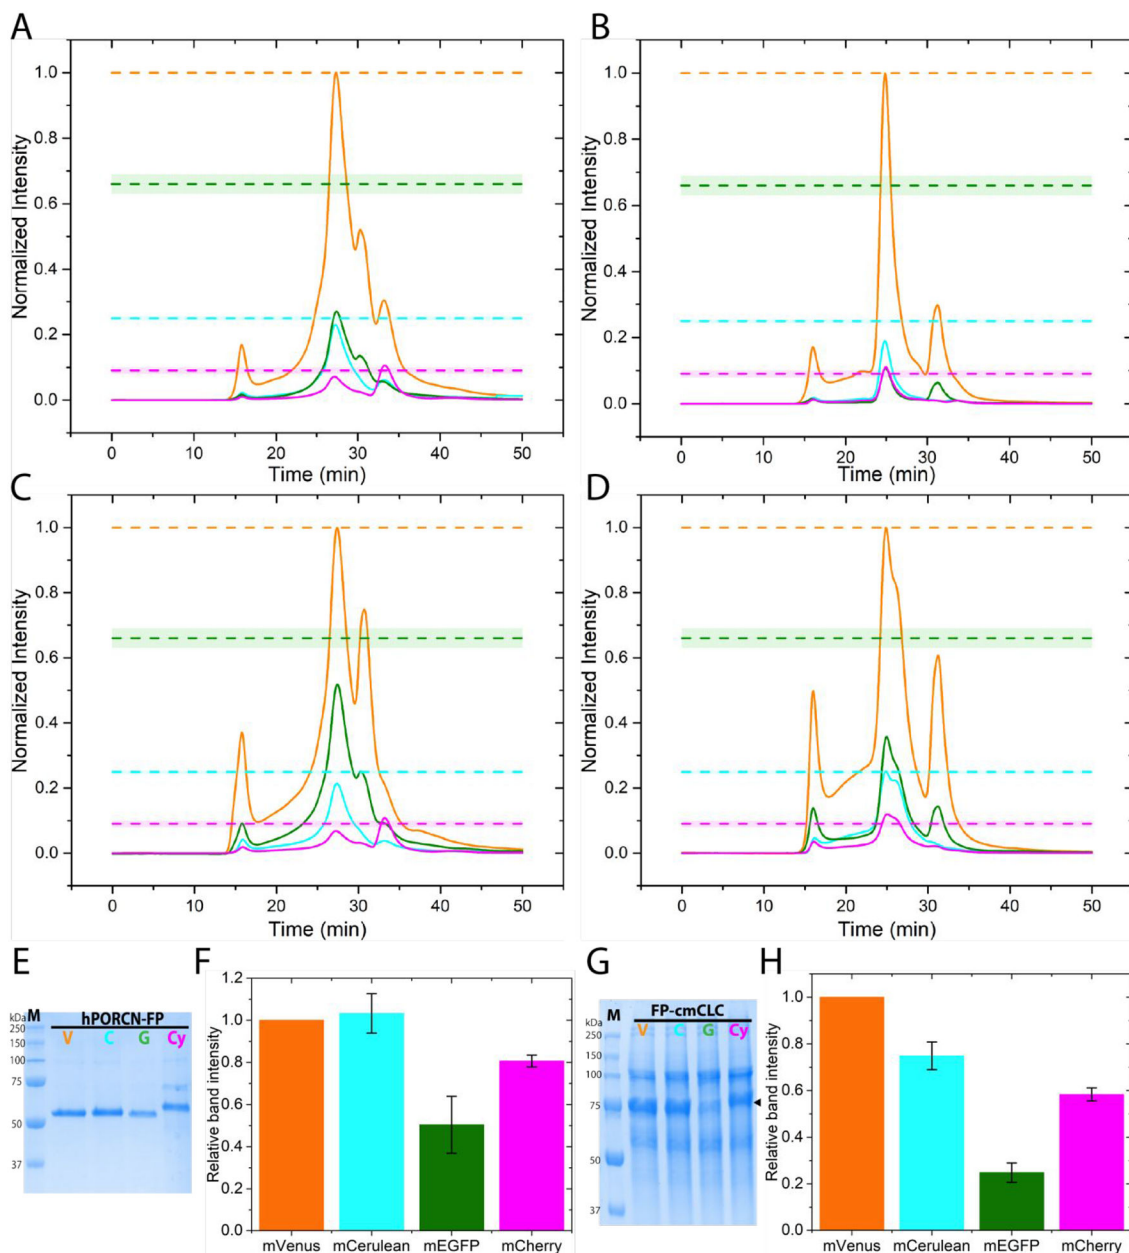 A
B
Normalized Intensity
1.0
0.8
0.6
0.4
0.2
0.0
0 10 20 30 40 50
Time (min)
Normalized Intensity
1.0
0.8
0.6
0.4
0.2
0.0
0 10 20 30 40 50
Time (min)
C
D
Normalized Intensity
1.0
0.8
0.6
0.4
0.2
0.0
0 10 20 30 40 50
Time (min)
Normalized Intensity
1.0
0.8
0.6
0.4
0.2
0.0
0 10 20 30 40 50
Time (min)
E
kDa M hPORCN-FP
V C G Cy
250
150
100
75
50
37
F
Relative band intensity
1.2
1.0
0.8
0.6
0.4
0.2
0.0
mVenus mCerulean mEGFP mCherry
G
kDa M FP-cmCLC
V C G Cy
250
150
100
75
50
37
H
Relative band intensity
1.0
0.8
0.6
0.4
0.2
0.0
mVenus mCerulean mEGFP mCherry